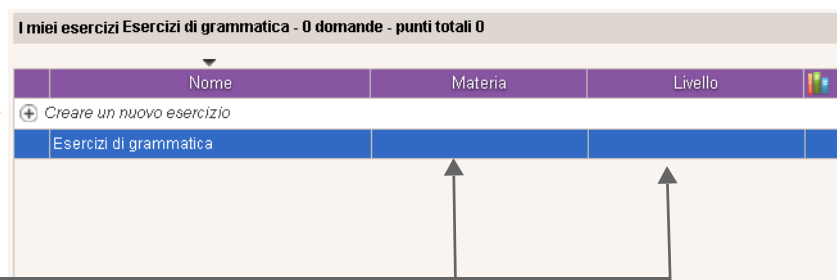 I miei esercizi Esercizi di grammatica - 0 domande - punti totali 0
Nome Materia Livello
Creare un nuovo esercizio
Esercizi di grammatica